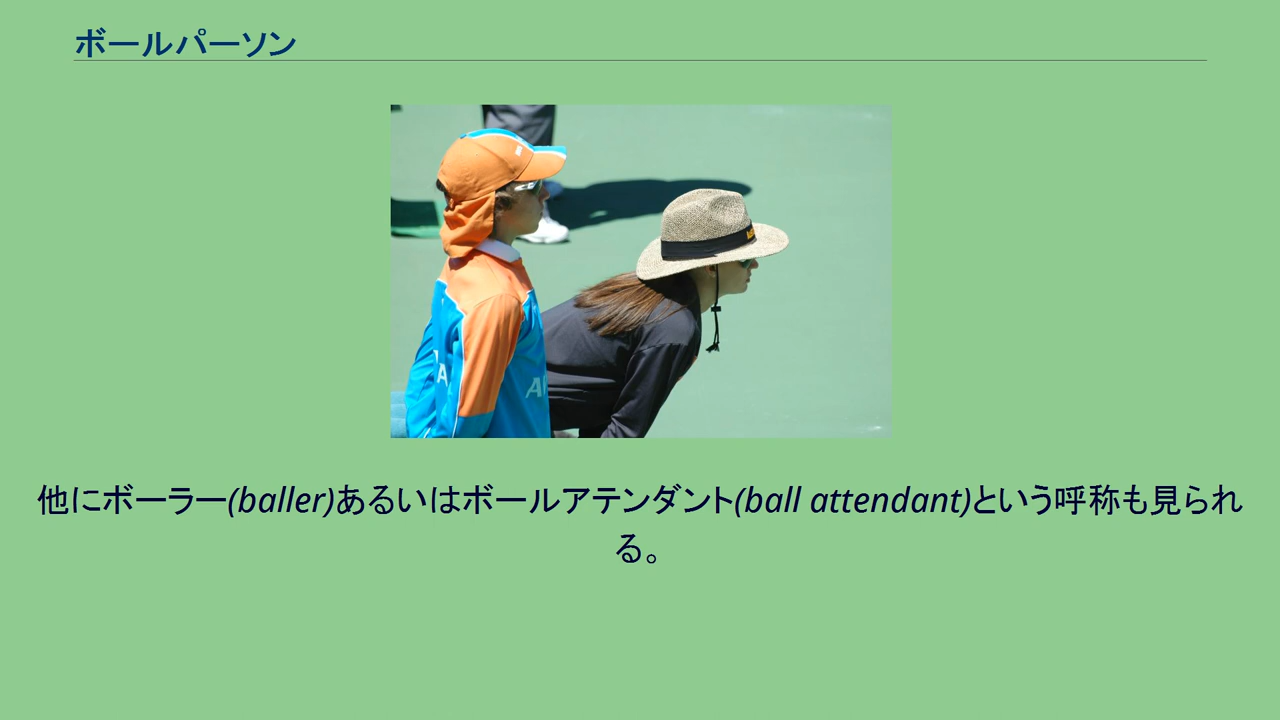 ボールパーソン
他にボーラー(baller)あるいはボールアテンダント(ball attendant)という呼称も見られ
る。